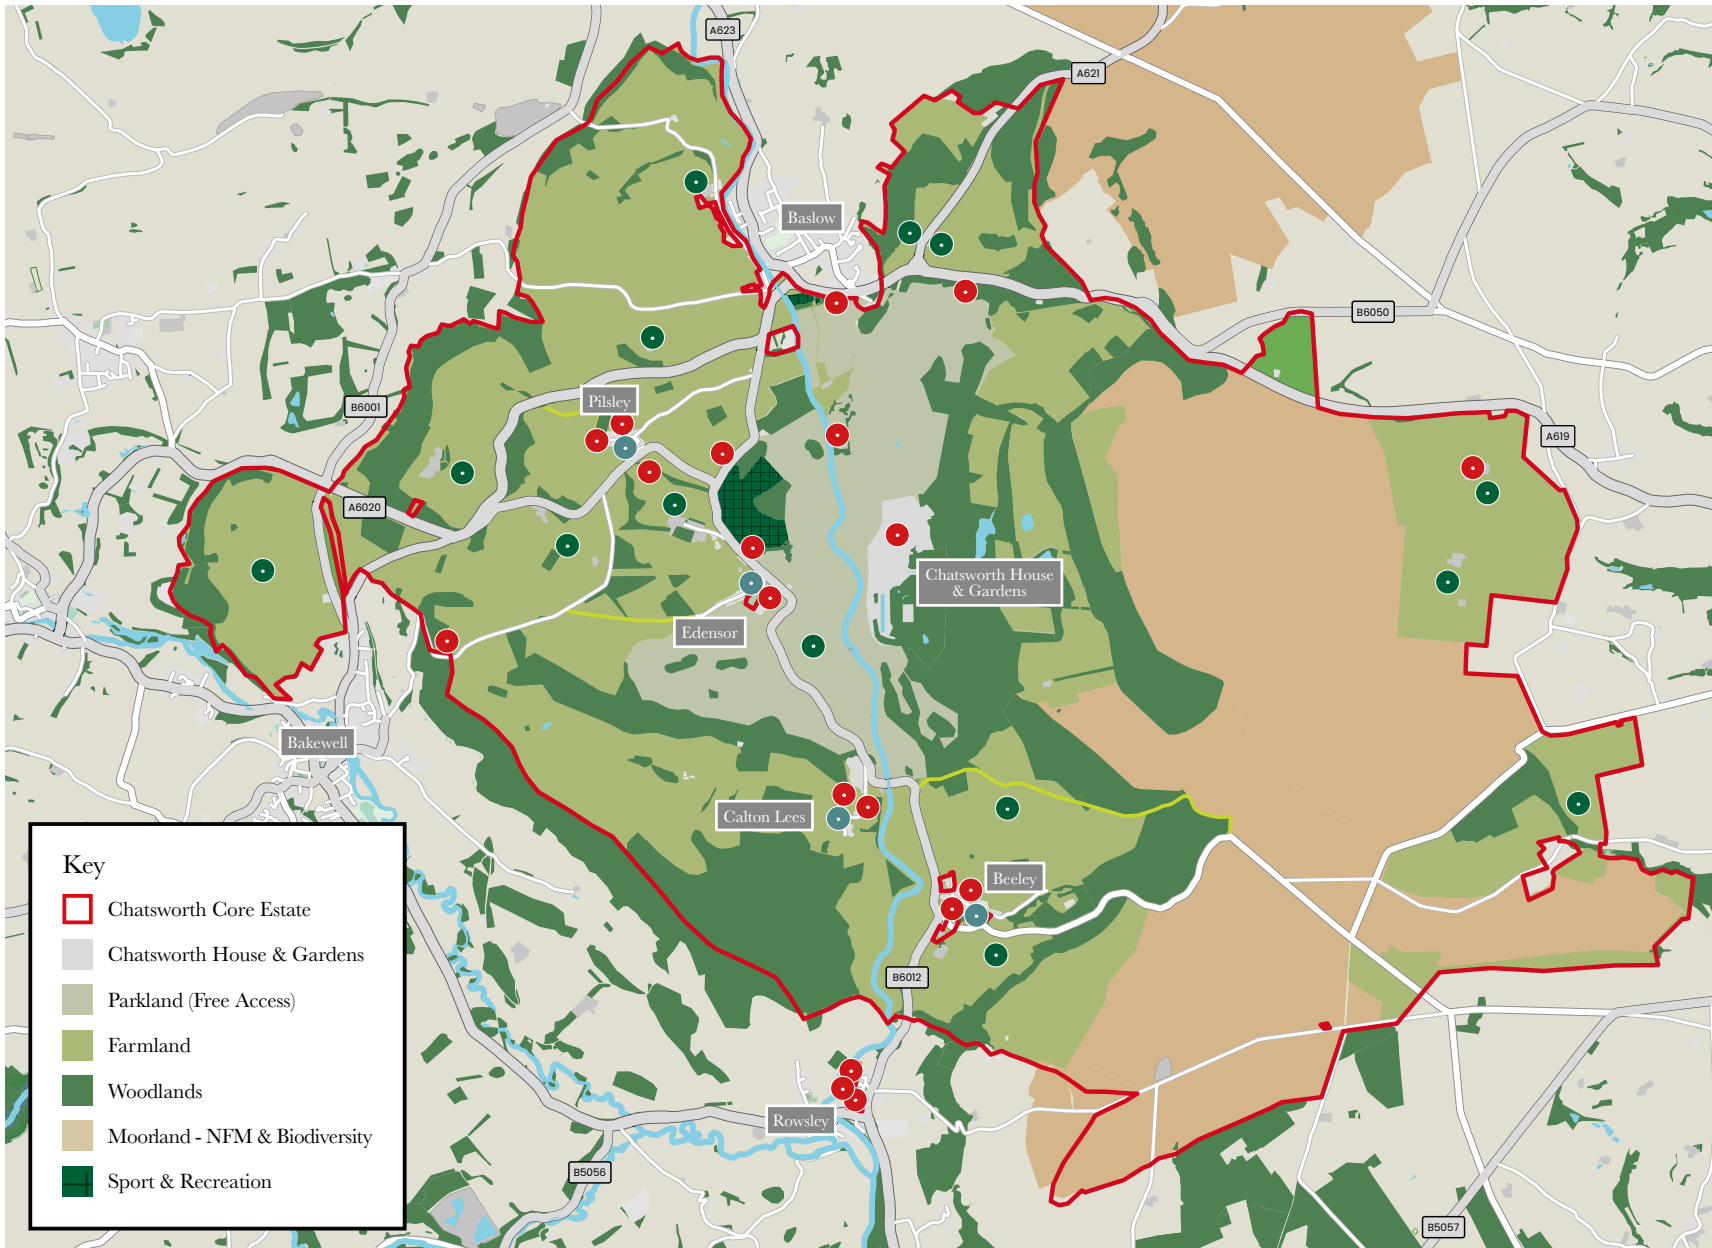 A623
A621
Baslow
B6050
Pilsley
B6001
A619
A6020
Chatsworth House
& Gardens
Edensor
Bakewell
Calton Lees
Beeley
B6012
Rowsley
B5056
B5057
Key
Chatsworth Core Estate
Chatsworth House & Gardens
Parkland (Free Access)
Farmland
Woodlands
Moorland - NFM & Biodiversity
Sport & Recreation